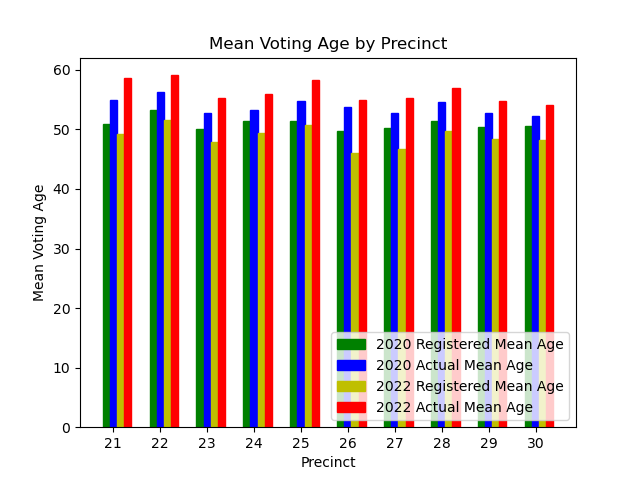 Mean Voting Age by Precinct
60
50
40
30
20
10
0
Mean Voting Age
2020 Registered Mean Age
2020 Actual Mean Age
2022 Registered Mean Age
2022 Actual Mean Age
21 22 23 24 25 26 27 28 29 30
Precinct